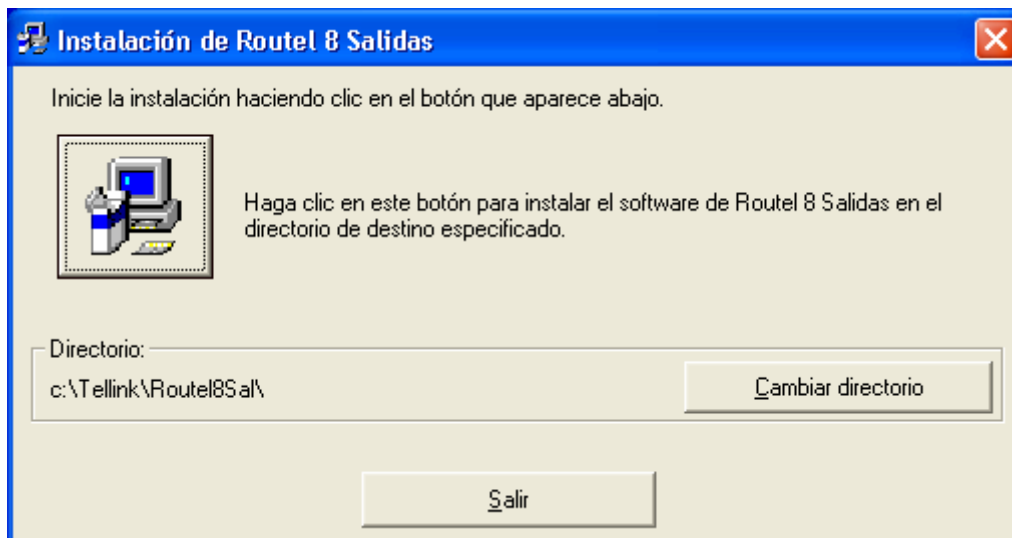 Instalación de Routel 8 Salidas
Inicie la instalación haciendo clic en el botón que aparece abajo.
Haga clic en este botón para instalar el software de Routel 8 Salidas en el
directorio de destino especificado.
Directorio:
c:\Tellink\Routel8Sal\
Cambiar directorio
Salir